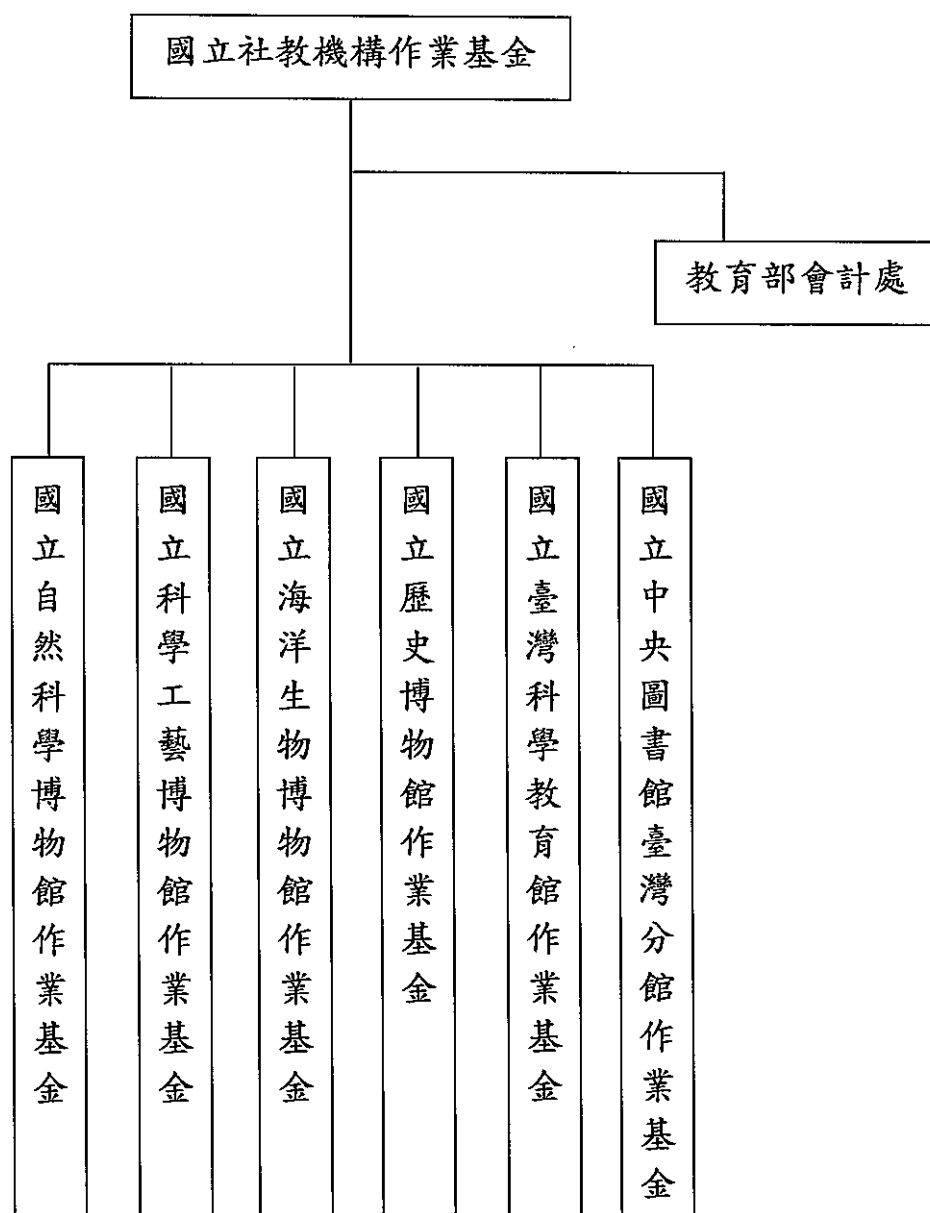 國立社教機構作業基金
教育部會計處
國立自然科學博物館作業基金
國立科學工藝博物館作業基金
國立海洋生物博物館作業基金
國立歷史博物館作業基金
國立臺灣科學教育館作業基金
國立中央圖書館臺灣分館作業基金